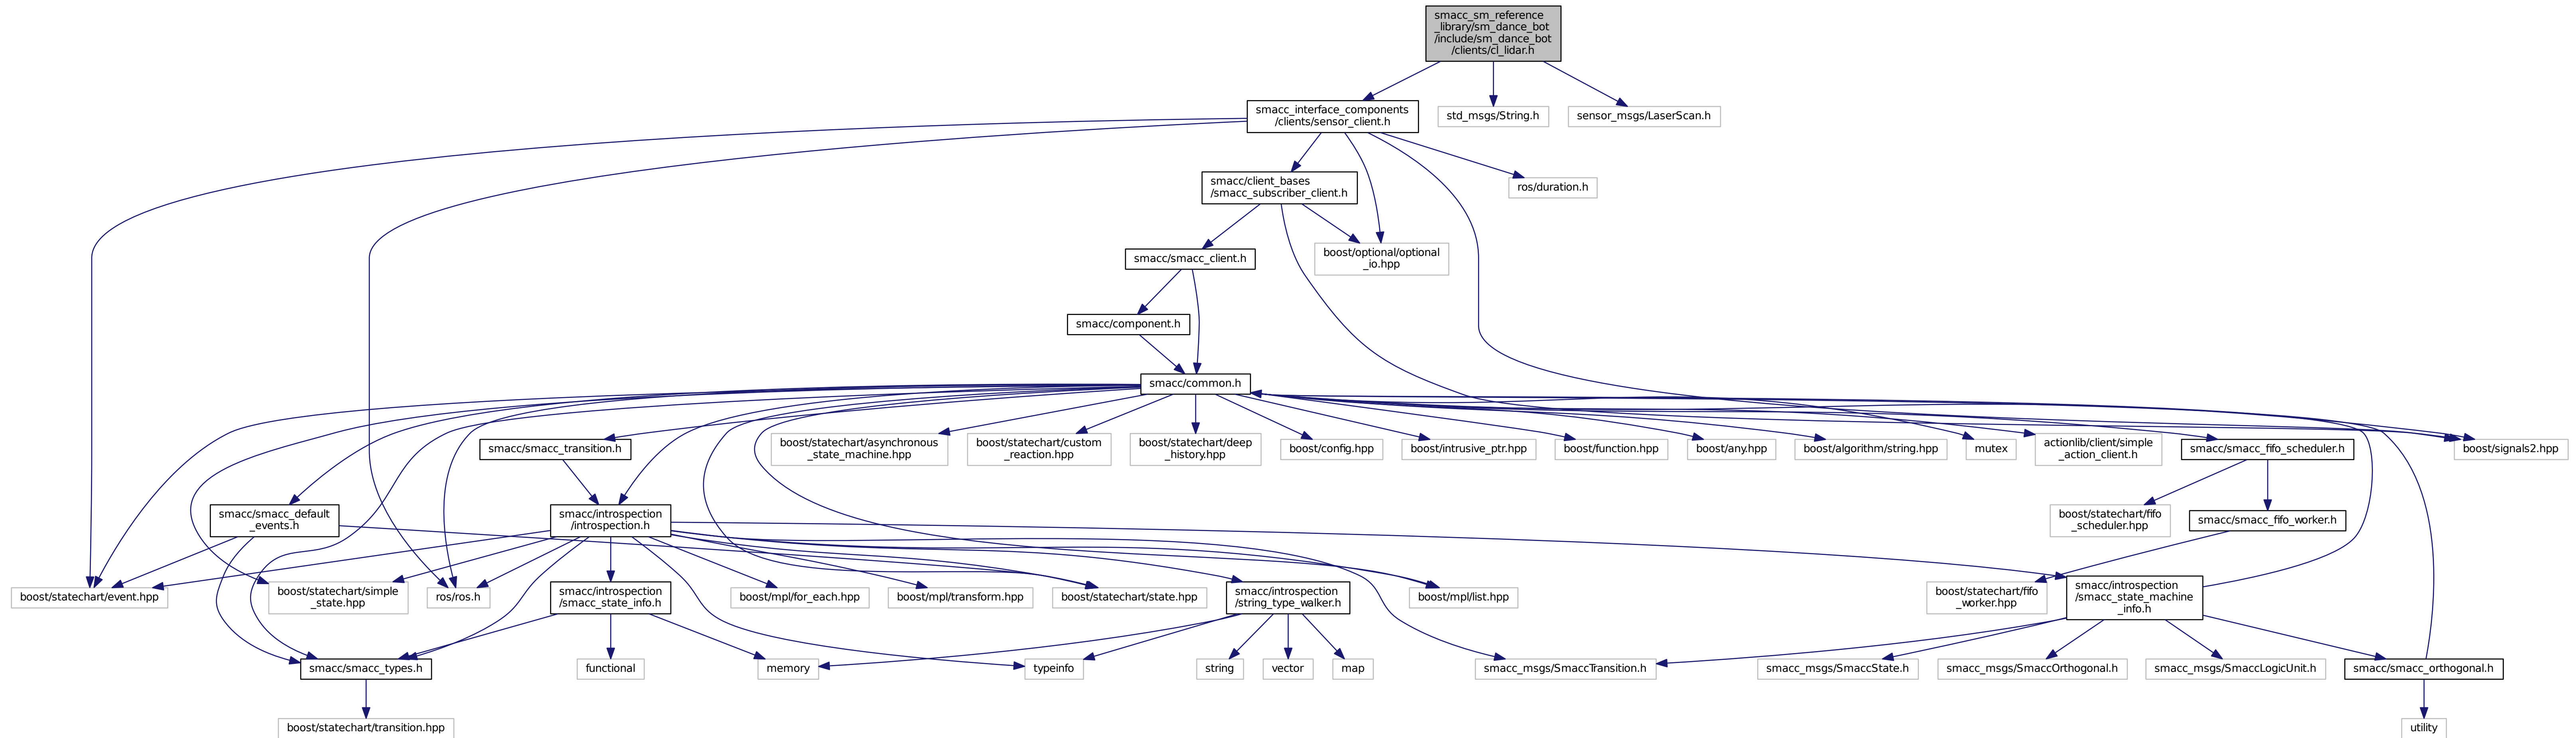 smacc_sm_reference
_library/sm_dance_bot
/include/sm_dance_bot
/clients/cl_lidar.h
smacc_interface_components
/clients/sensor_client.h
std_msgs/String.h
sensor_msgs/LaserScan.h
smacc/client_bases
/smacc_subscriber_client.h
ros/duration.h
smacc/smacc_client.h
boost/optional/optional
_io.hpp
smacc/component.h
smacc/common.h
smacc/smacc_transition.h
boost/statechart/asynchronous
_state_machine.hpp
boost/statechart/custom
_reaction.hpp
boost/statechart/deep
_history.hpp
boost/config.hpp
boost/intrusive_ptr.hpp
boost/function.hpp
boost/any.hpp
boost/algorithm/string.hpp
mutex
actionlib/client/simple
_action_client.h
smacc/smacc_fifo_scheduler.h
boost/signals2.hpp
smacc/smacc_default
_events.h
smacc/introspection
/introspection.h
boost/statechart/fifo
_scheduler.hpp
smacc/smacc_fifo_worker.h
boost/statechart/event.hpp
boost/statechart/simple
_state.hpp
ros/ros.h
smacc/introspection
/smacc_state_info.h
boost/mpl/for_each.hpp
boost/mpl/transform.hpp
boost/statechart/state.hpp
smacc/introspection
/string_type_walker.h
boost/mpl/list.hpp
boost/statechart/fifo
_worker.hpp
smacc/introspection
/smacc_state_machine
_info.h
smacc/smacc_types.h
functional
memory
typeinfo
string
vector
map
smacc_msgs/SmaccTransition.h
smacc_msgs/SmaccState.h
smacc_msgs/SmaccOrthogonal.h
smacc_msgs/SmaccLogicUnit.h
smacc/smacc_orthogonal.h
boost/statechart/transition.hpp
utility